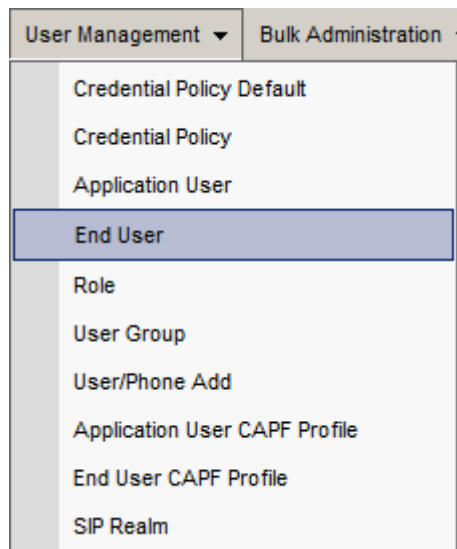 User Management Bulk Administration
Credential Policy Default
Credential Policy
Application User
End User
Role
User Group
User/Phone Add
Application User CAPF Profile
End User CAPF Profile
SIP Realm